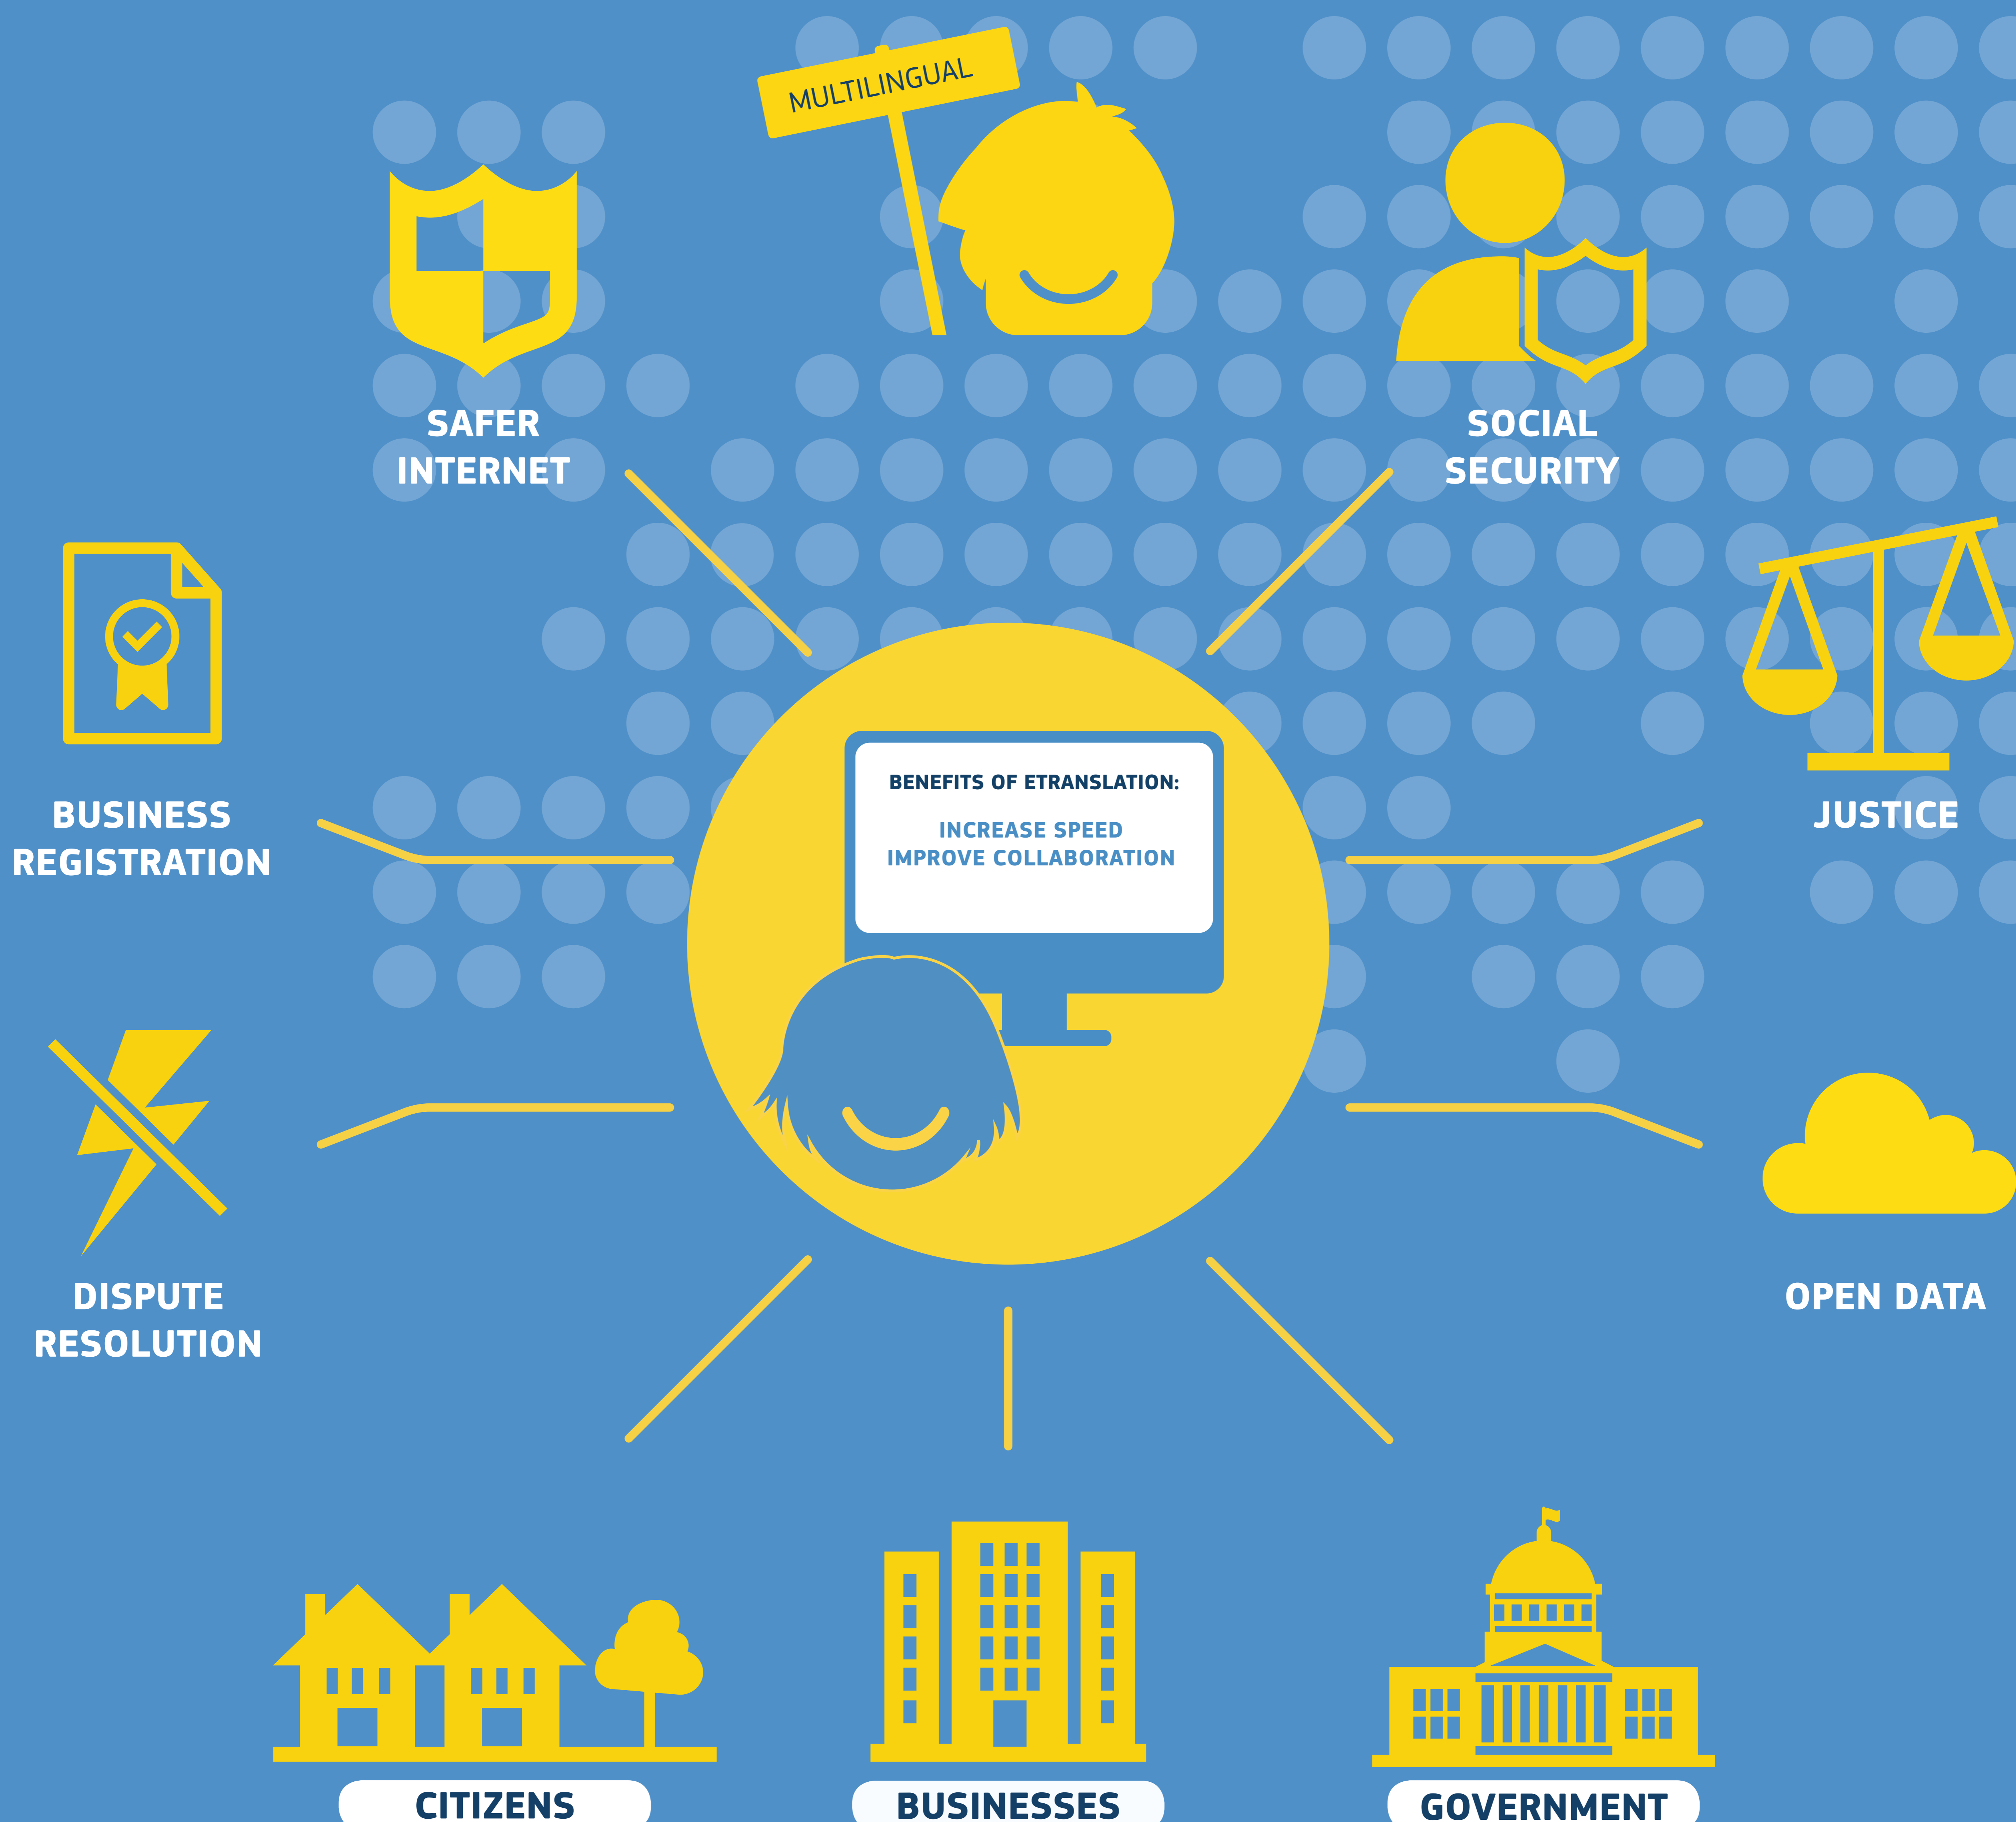 MULTILINGUAL
SAFER
INTERNET
SOCIAL
SECURITY
BUSINESS
REGISTRATION
BENEFITS OF ETRANSLATION:
INCREASE SPEED
IMPROVE COLLABORATION
JUSTICE
DISPUTE
RESOLUTION
OPEN DATA
CITIZENS
BUSINESSES
GOVERNMENT